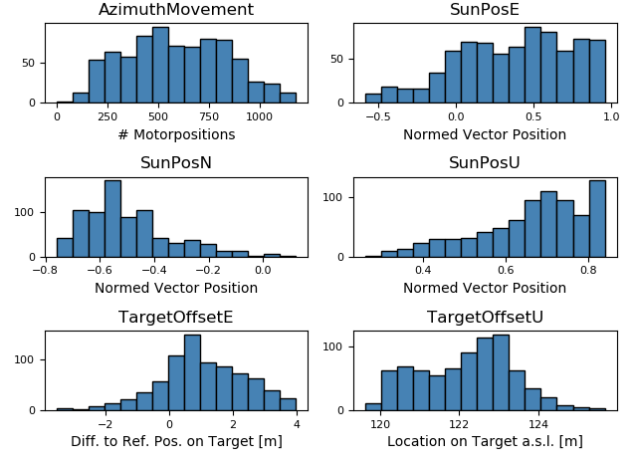 AzimuthMovement
50
0
0 250 500 750 1000
# Motorpositions
SunPosE
50
0
−0.5 0.0 0.5 1.0
Normed Vector Position
SunPosN
100
0
−0.8 −0.6 −0.4 −0.2 0.0
Normed Vector Position
SunPosU
100
0
0.4 0.6 0.8
Normed Vector Position
TargetOffsetE
100
0
−2 0 2 4
Diff. to Ref. Pos. on Target [m]
TargetOffsetU
100
0
120 122 124
Location on Target a.s.l. [m]